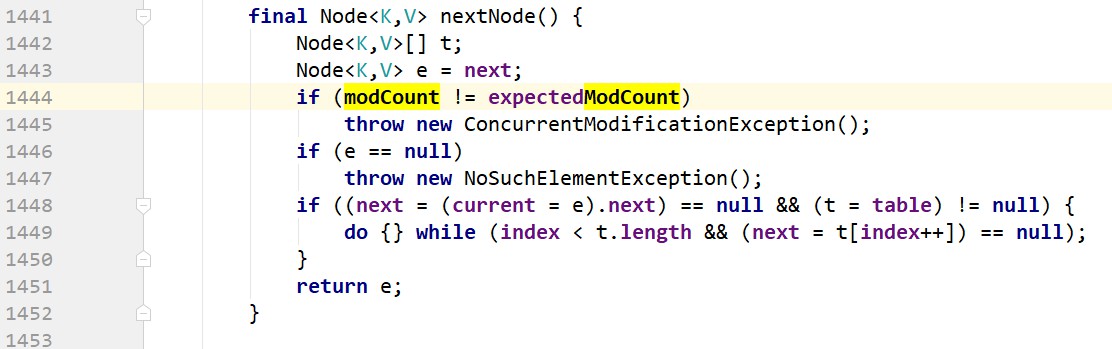 1441 final Node<K,V> nextNode() {
1442 Node<K,V>[] t;
1443 Node<K,V> e = next;
1444 if (modCount != expectedModCount)
1445 throw new ConcurrentModificationException();
1446 if (e == null)
1447 throw new NoSuchElementException();
1448 if ((next = (current = e).next) == null && (t = table) != null) {
1449 do {} while (index < t.length && (next = t[index++]) == null);
1450 }
1451 return e;
1452 }
1453